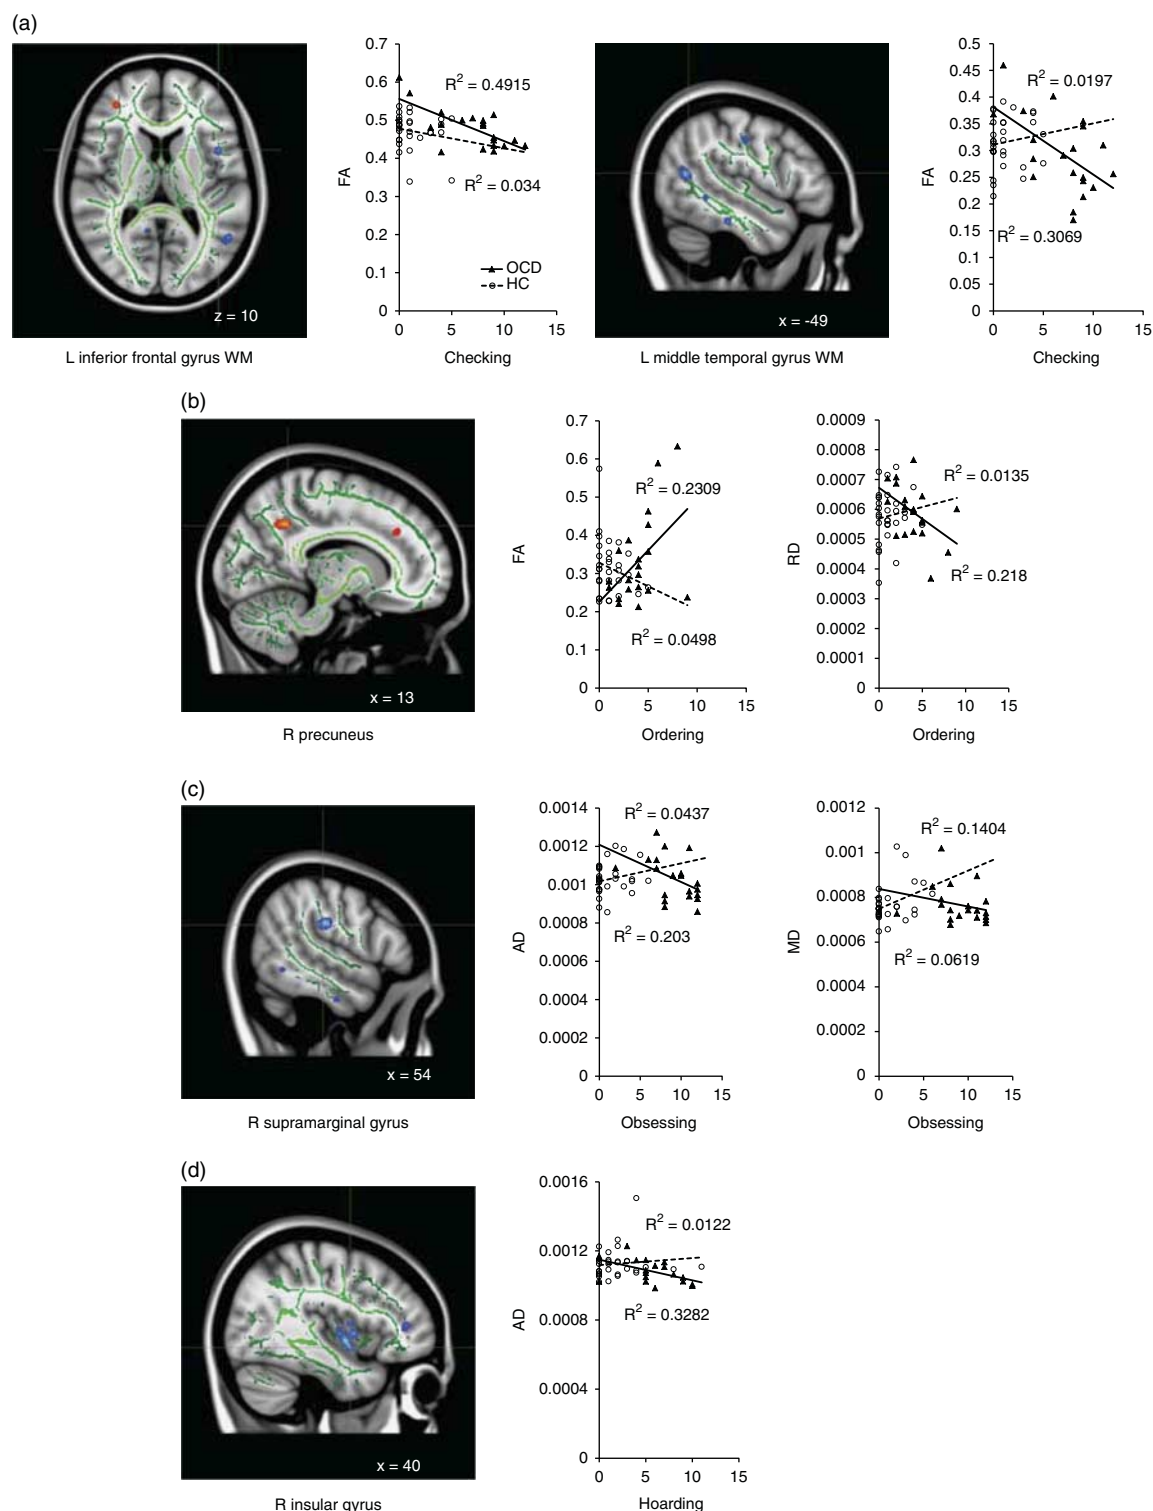 (a)
0.7
0.6
0.5
0.4
0.3
0.2
0.1
0
FA
R² = 0.4915
R² = 0.034
OCD
HC
0 5 10 15
Checking
z = 10
L inferior frontal gyrus WM
x = -49
L middle temporal gyrus WM
0.5
0.45
0.4
0.35
0.3
0.25
0.2
0.15
0.1
0.05
0
FA
R² = 0.0197
R² = 0.3069
0 5 10 15
Checking
(b)
x = 13
R precuneus
0.7
0.6
0.5
0.4
0.3
0.2
0.1
0
FA
R² = 0.2309
R² = 0.0498
0 5 10 15
Ordering
0.0009
0.0008
0.0007
0.0006
0.0005
0.0004
0.0003
0.0002
0.0001
0
RD
R² = 0.0135
R² = 0.218
0 5 10 15
Ordering
(c)
x = 54
R supramarginal gyrus
0.0014
0.0012
0.001
0.0008
0.0006
0.0004
0.0002
0
AD
R² = 0.0437
R² = 0.203
0 5 10 15
Obsessing
0.0012
0.001
0.0008
0.0006
0.0004
0.0002
0
MD
R² = 0.1404
R² = 0.0619
0 5 10 15
Obsessing
(d)
x = 40
R insular gyrus
0.0016
0.0012
0.0008
0.0004
0
AD
R² = 0.0122
R² = 0.3282
0 5 10 15
Hoarding